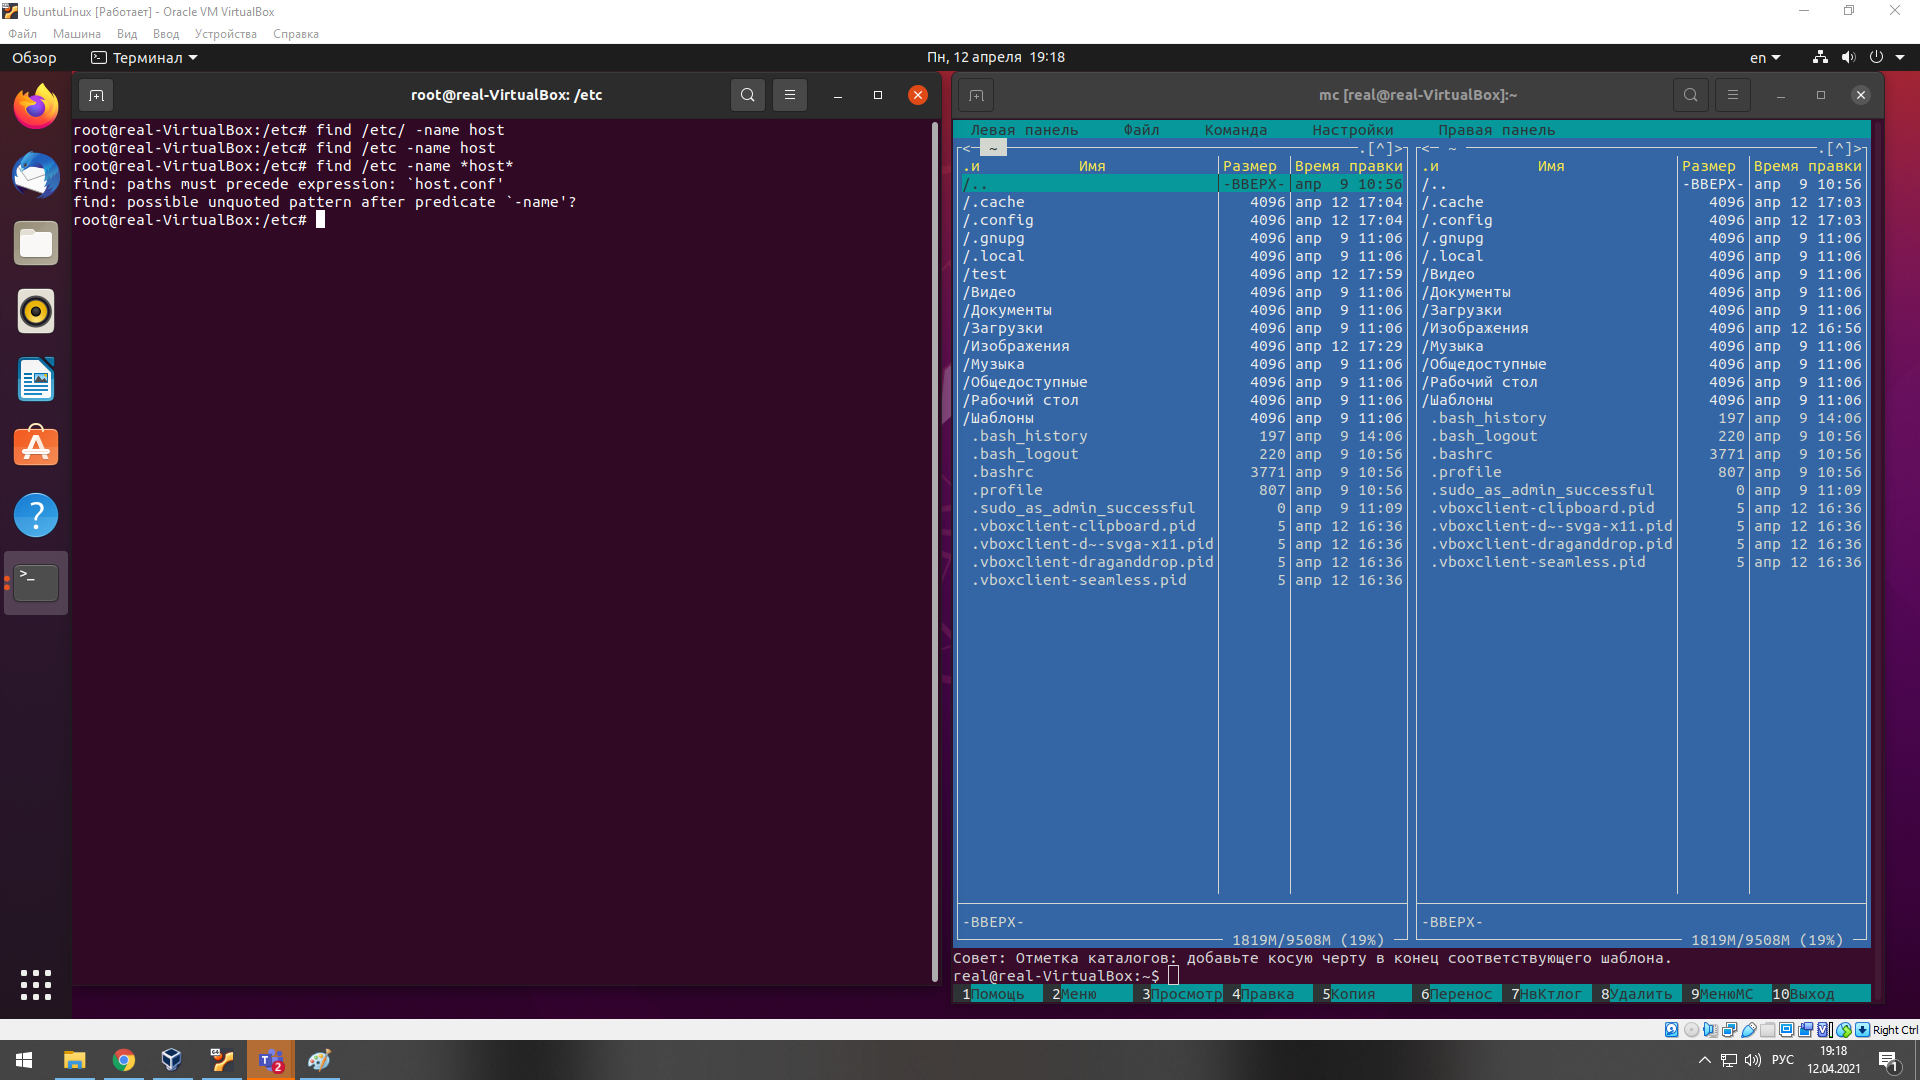 UbuntuLinux [Работает] - Oracle VM VirtualBox
Файл Машина Вид Ввод Устройства Справка
Обзор Терминал Пн, 12 апреля 19:18 en
root@real-VirtualBox: /etc
root@real-VirtualBox:/etc# find /etc/ -name host
root@real-VirtualBox:/etc# find /etc -name host
root@real-VirtualBox:/etc# find /etc -name *host*
find: paths must precede expression: `host.conf'
find: possible unquoted pattern after predicate `-name'?
root@real-VirtualBox:/etc#
mc [real@real-VirtualBox]:~
Левая панель Файл Команда Настройки Правая панель
<─ ~ .[^]>
.и Имя Размер Время правки
/.. -ВВЕРХ- апр 9 10:56
/.cache 4096 апр 12 17:04
/.config 4096 апр 12 17:04
/.gnupg 4096 апр 9 11:06
/.local 4096 апр 9 11:06
/test 4096 апр 12 17:59
/Видео 4096 апр 9 11:06
/Документы 4096 апр 9 11:06
/Загрузки 4096 апр 9 11:06
/Изображения 4096 апр 12 17:29
/Музыка 4096 апр 9 11:06
/Общедоступные 4096 апр 9 11:06
/Рабочий стол 4096 апр 9 11:06
/Шаблоны 4096 апр 9 11:06
.bash_history 197 апр 9 14:06
.bash_logout 220 апр 9 10:56
.bashrc 3771 апр 9 10:56
.profile 807 апр 9 10:56
.sudo_as_admin_successful 0 апр 9 11:09
.vboxclient-clipboard.pid 5 апр 12 16:36
.vboxclient-d~-svga-x11.pid 5 апр 12 16:36
.vboxclient-draganddrop.pid 5 апр 12 16:36
.vboxclient-seamless.pid 5 апр 12 16:36
-ВВЕРХ-
1819M/9508M (19%)
<─ ~ .[^]>
.и Имя Размер Время правки
/.. -ВВЕРХ- апр 9 10:56
/.cache 4096 апр 12 17:03
/.config 4096 апр 12 17:03
/.gnupg 4096 апр 9 11:06
/.local 4096 апр 9 11:06
/Видео 4096 апр 9 11:06
/Документы 4096 апр 9 11:06
/Загрузки 4096 апр 9 11:06
/Изображения 4096 апр 12 16:56
/Музыка 4096 апр 9 11:06
/Общедоступные 4096 апр 9 11:06
/Рабочий стол 4096 апр 9 11:06
/Шаблоны 4096 апр 9 11:06
.bash_history 197 апр 9 14:06
.bash_logout 220 апр 9 10:56
.bashrc 3771 апр 9 10:56
.profile 807 апр 9 10:56
.sudo_as_admin_successful 0 апр 9 11:09
.vboxclient-clipboard.pid 5 апр 12 16:36
.vboxclient-d~-svga-x11.pid 5 апр 12 16:36
.vboxclient-draganddrop.pid 5 апр 12 16:36
.vboxclient-seamless.pid 5 апр 12 16:36
-ВВЕРХ-
1819M/9508M (19%)
Совет: Отметка каталогов: добавьте косую черту в конец соответствующего шаблона.
real@real-VirtualBox:~$
1Помощь 2Меню 3Просмотр 4Правка 5Копия 6Перенос 7НвКтлог 8Удалить 9МенюМС 10Выход
Right Ctrl
РУС 19:18
12.04.2021